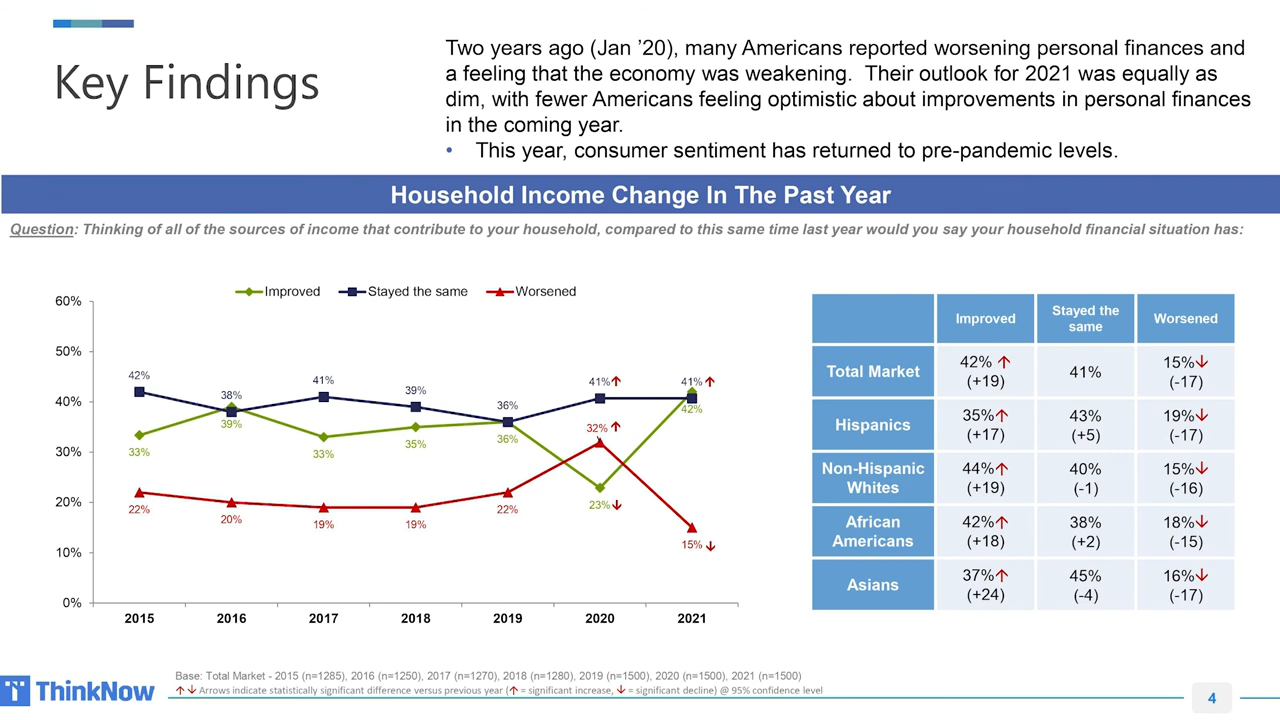 Key Findings
Two years ago (Jan ’20), many Americans reported worsening personal finances and
a feeling that the economy was weakening.  Their outlook for 2021 was equally as
dim, with fewer Americans feeling optimistic about improvements in personal finances
in the coming year.
• This year, consumer sentiment has returned to pre-pandemic levels.
Household Income Change In The Past Year
Question: Thinking of all of the sources of income that contribute to your household, compared to this same time last year would you say your household financial situation has:
Improved Stayed the same Worsened
60%
50%
40%
30%
20%
10%
0%
42% 38% 41% 39% 36% 41%↑ 41% ↑
33% 39% 33% 35% 36% 23%↓ 42%
22% 20% 19% 19% 22% 32% ↑ 15% ↓
2015 2016 2017 2018 2019 2020 2021
Improved Stayed the
same Worsened
Total Market 42% ↑ 41% 15%↓
(+19) (-17)
Hispanics 35%↑ 43% 19%↓
(+17) (+5) (-17)
Non-Hispanic 44%↑ 40% 15%↓
Whites (+19) (-1) (-16)
African 42%↑ 38% 18%↓
Americans (+18) (+2) (-15)
Asians 37%↑ 45% 16%↓
(+24) (-4) (-17)
Base: Total Market - 2015 (n=1285), 2016 (n=1250), 2017 (n=1270), 2018 (n=1280), 2019 (n=1500), 2020 (n=1500), 2021 (n=1500)
↑↓ Arrows indicate statistically significant difference versus previous year (↑ = significant increase, ↓ = significant decline) @ 95% confidence level
ThinkNow
4